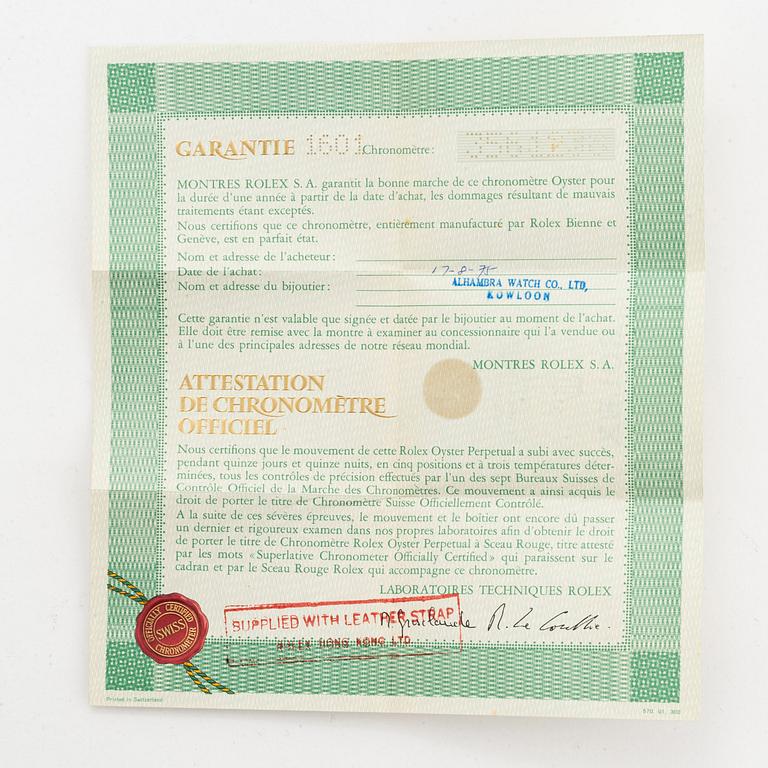 GARANTIE 1601 Chronomètre:
MONTRES ROLEX S. A. garantit la bonne marche de ce chronomètre Oyster pour
la durée d'une année à partir de la date d'achat, les dommages résultant de mauvais
traitements étant exceptés.
Nous certifions que ce chronomètre, entièrement manufacturé par Rolex Bienne et
Genève, est en parfait état.
Nom et adresse de l'acheteur:
Date de l'achat: 17-8-75
Nom et adresse du bijoutier: ALHAMBRA WATCH CO., LTD,
KOWLOON
Cette garantie n'est valable que signée et datée par le bijoutier au moment de l'achat.
Elle doit être remise avec la montre à examiner au concessionnaire qui l'a vendue ou
à l'une des principales adresses de notre réseau mondial.
MONTRES ROLEX S. A.
ATTESTATION
DE CHRONOMÈTRE
OFFICIEL
Nous certifions que le mouvement de cette Rolex Oyster Perpetual a subi avec succès,
pendant quinze jours et quinze nuits, en cinq positions et à trois températures déter-
minées, tous les contrôles de précision effectués par l'un des sept Bureaux Suisses de
Contrôle Officiel de la Marche des Chronomètres. Ce mouvement a ainsi acquis le
droit de porter le titre de Chronomètre Suisse Officiellement Contrôlé.
A la suite de ces sévères épreuves, le mouvement et le boîtier ont encore dû passer
un dernier et rigoureux examen dans nos propres laboratoires afin d'obtenir le droit
de porter le titre de Chronomètre Rolex Oyster Perpetual à Sceau Rouge, titre attesté
par les mots «Superlative Chronometer Officially Certified» qui paraissent sur le
cadran et par le Sceau Rouge Rolex qui accompagne ce chronomètre.
LABORATOIRES TECHNIQUES ROLEX
OFFICIALLY CERTIFIED
SWISS
CHRONOMETER
SUPPLIED WITH LEATHER STRAP
ROLEX HONG KONG LTD.
Printed in Switzerland
570. 01. 300